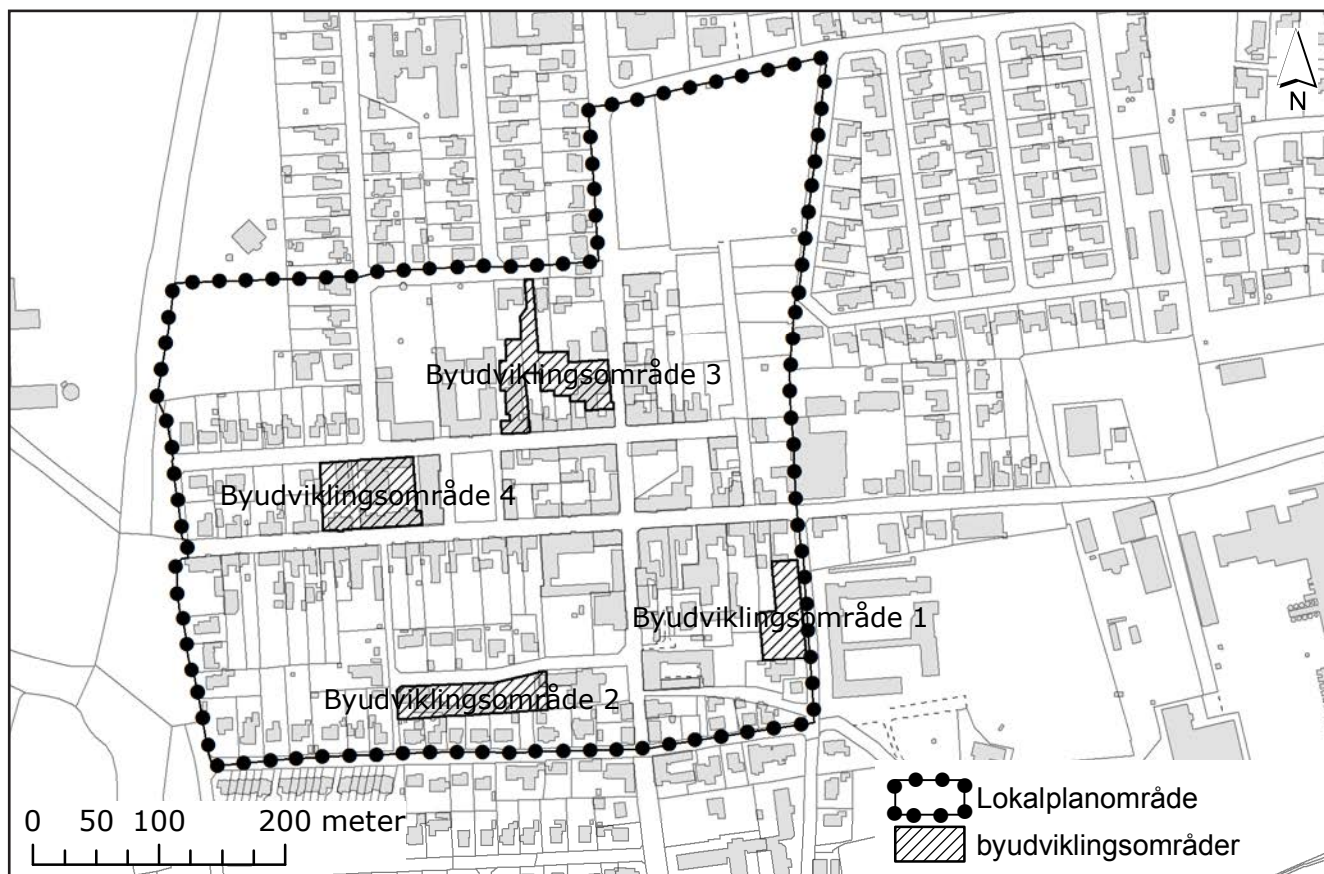 N
Byudviklingsområde 3
Byudviklingsområde 4
Byudviklingsområde 1
Byudviklingsområde 2
Lokalplanområde
byudviklingsområder
0 50 100 200 meter